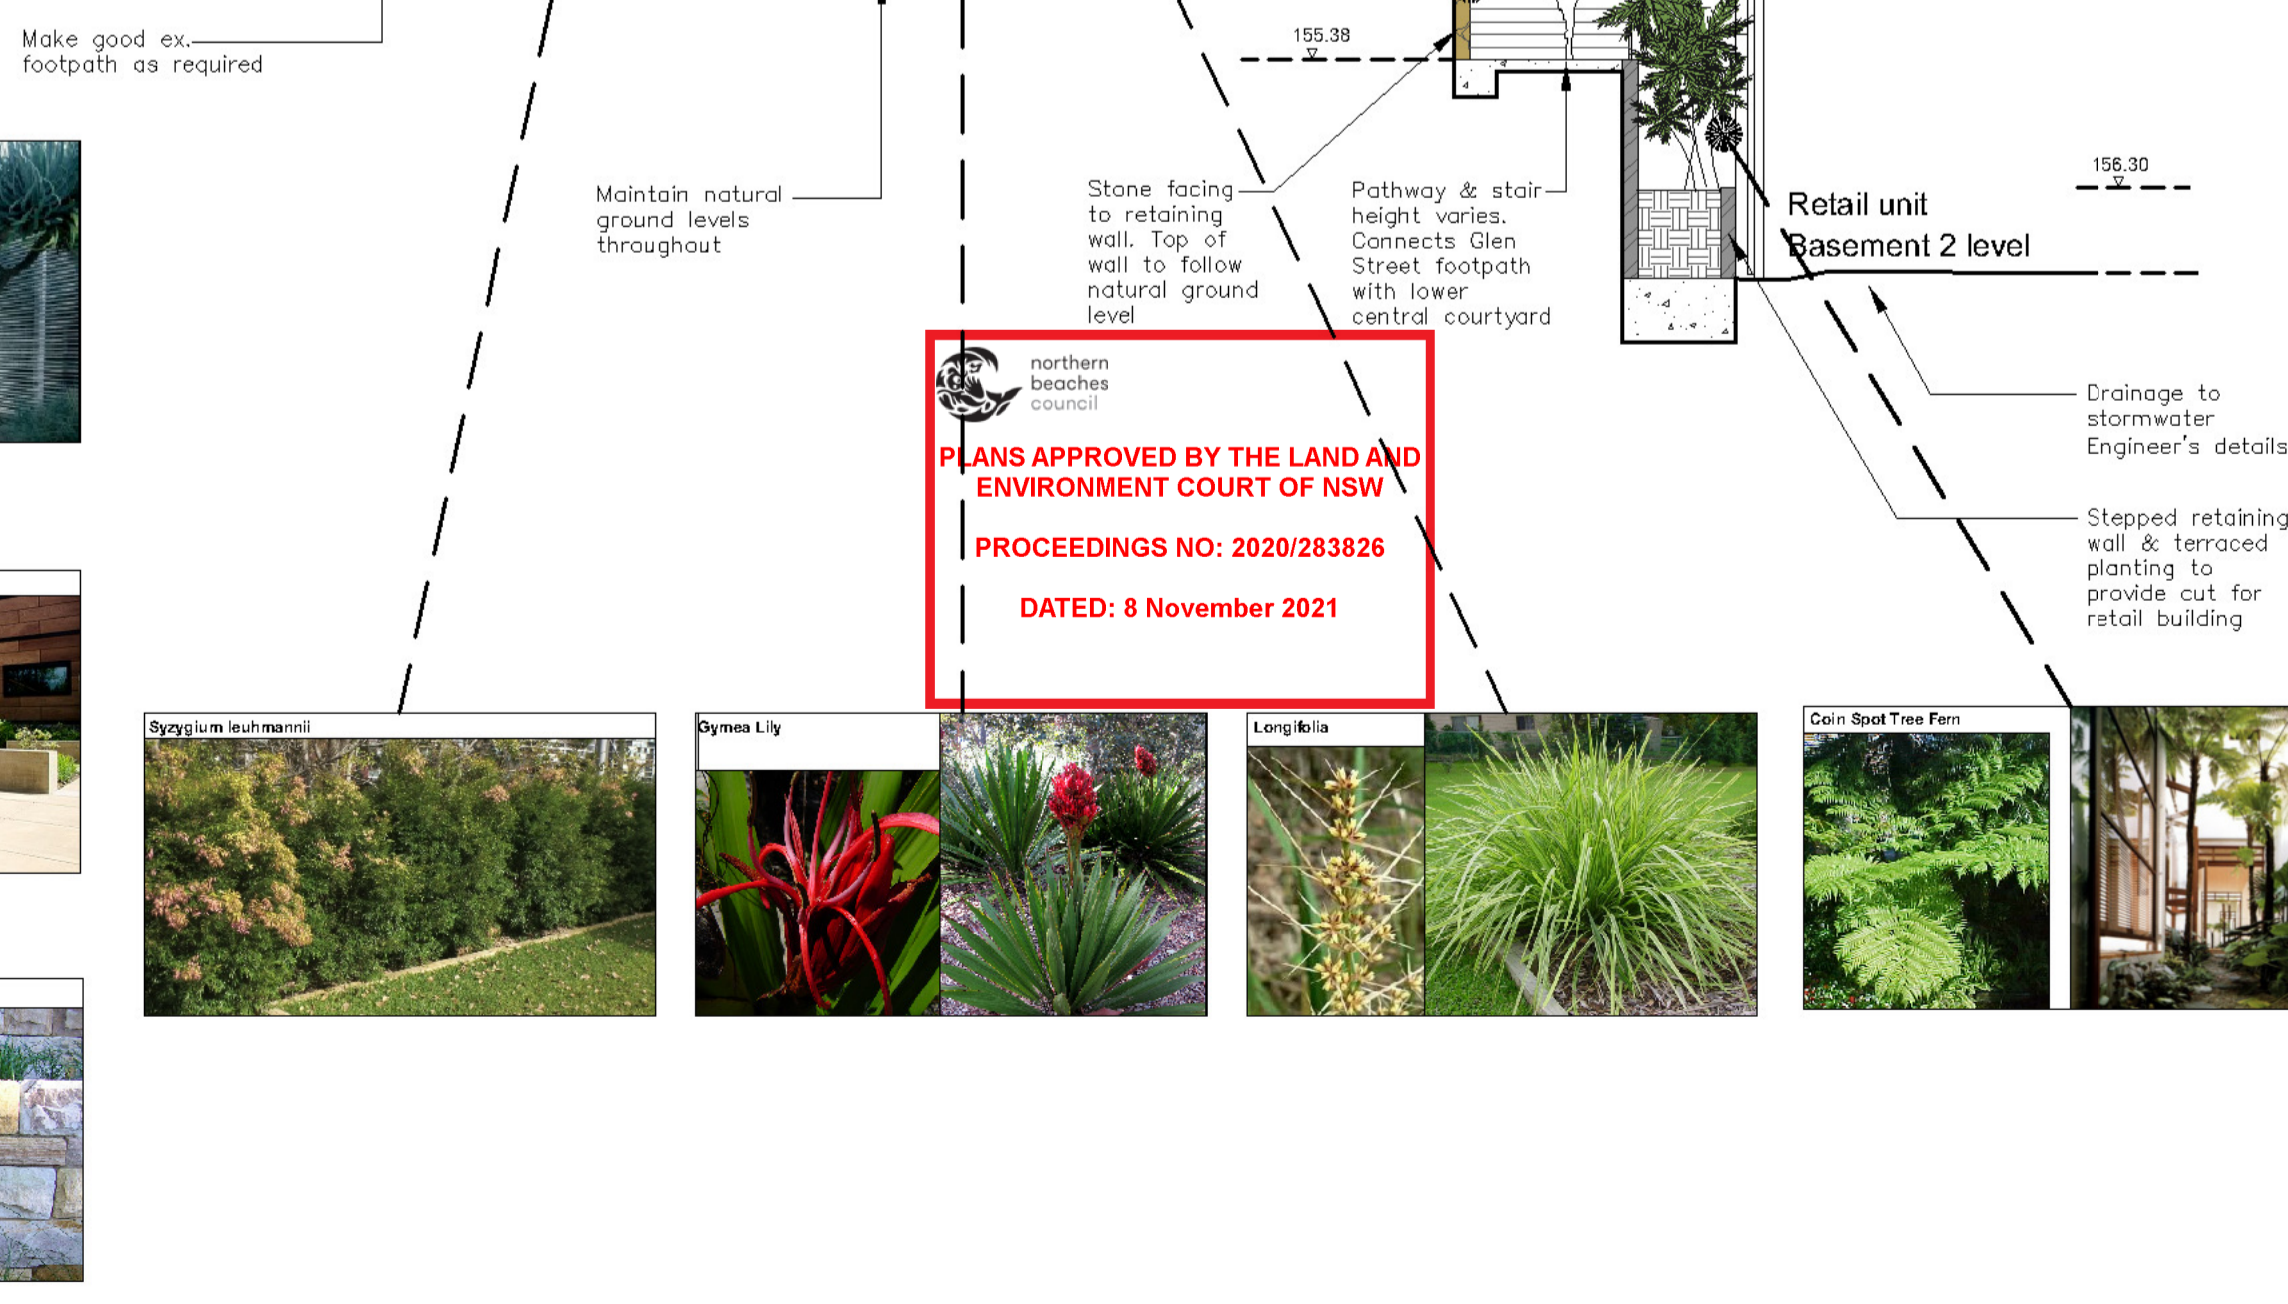 Make good ex.
footpath as required
155.38
156.30
Maintain natural
ground levels
throughout
Stone facing
to retaining
wall. Top of
wall to follow
natural ground
level
Pathway & stair
height varies.
Connects Glen
Street footpath
with lower
central courtyard
Retail unit
Basement 2 level
northern
beaches
council
PLANS APPROVED BY THE LAND AND
ENVIRONMENT COURT OF NSW
PROCEEDINGS NO: 2020/283826
DATED: 8 November 2021
Drainage to
stormwater
Engineer's details
Stepped retaining
wall & terraced
planting to
provide cut for
retail building
Syzygium leuhmannii
Gymea Lily
Longifolia
Coin Spot Tree Fern